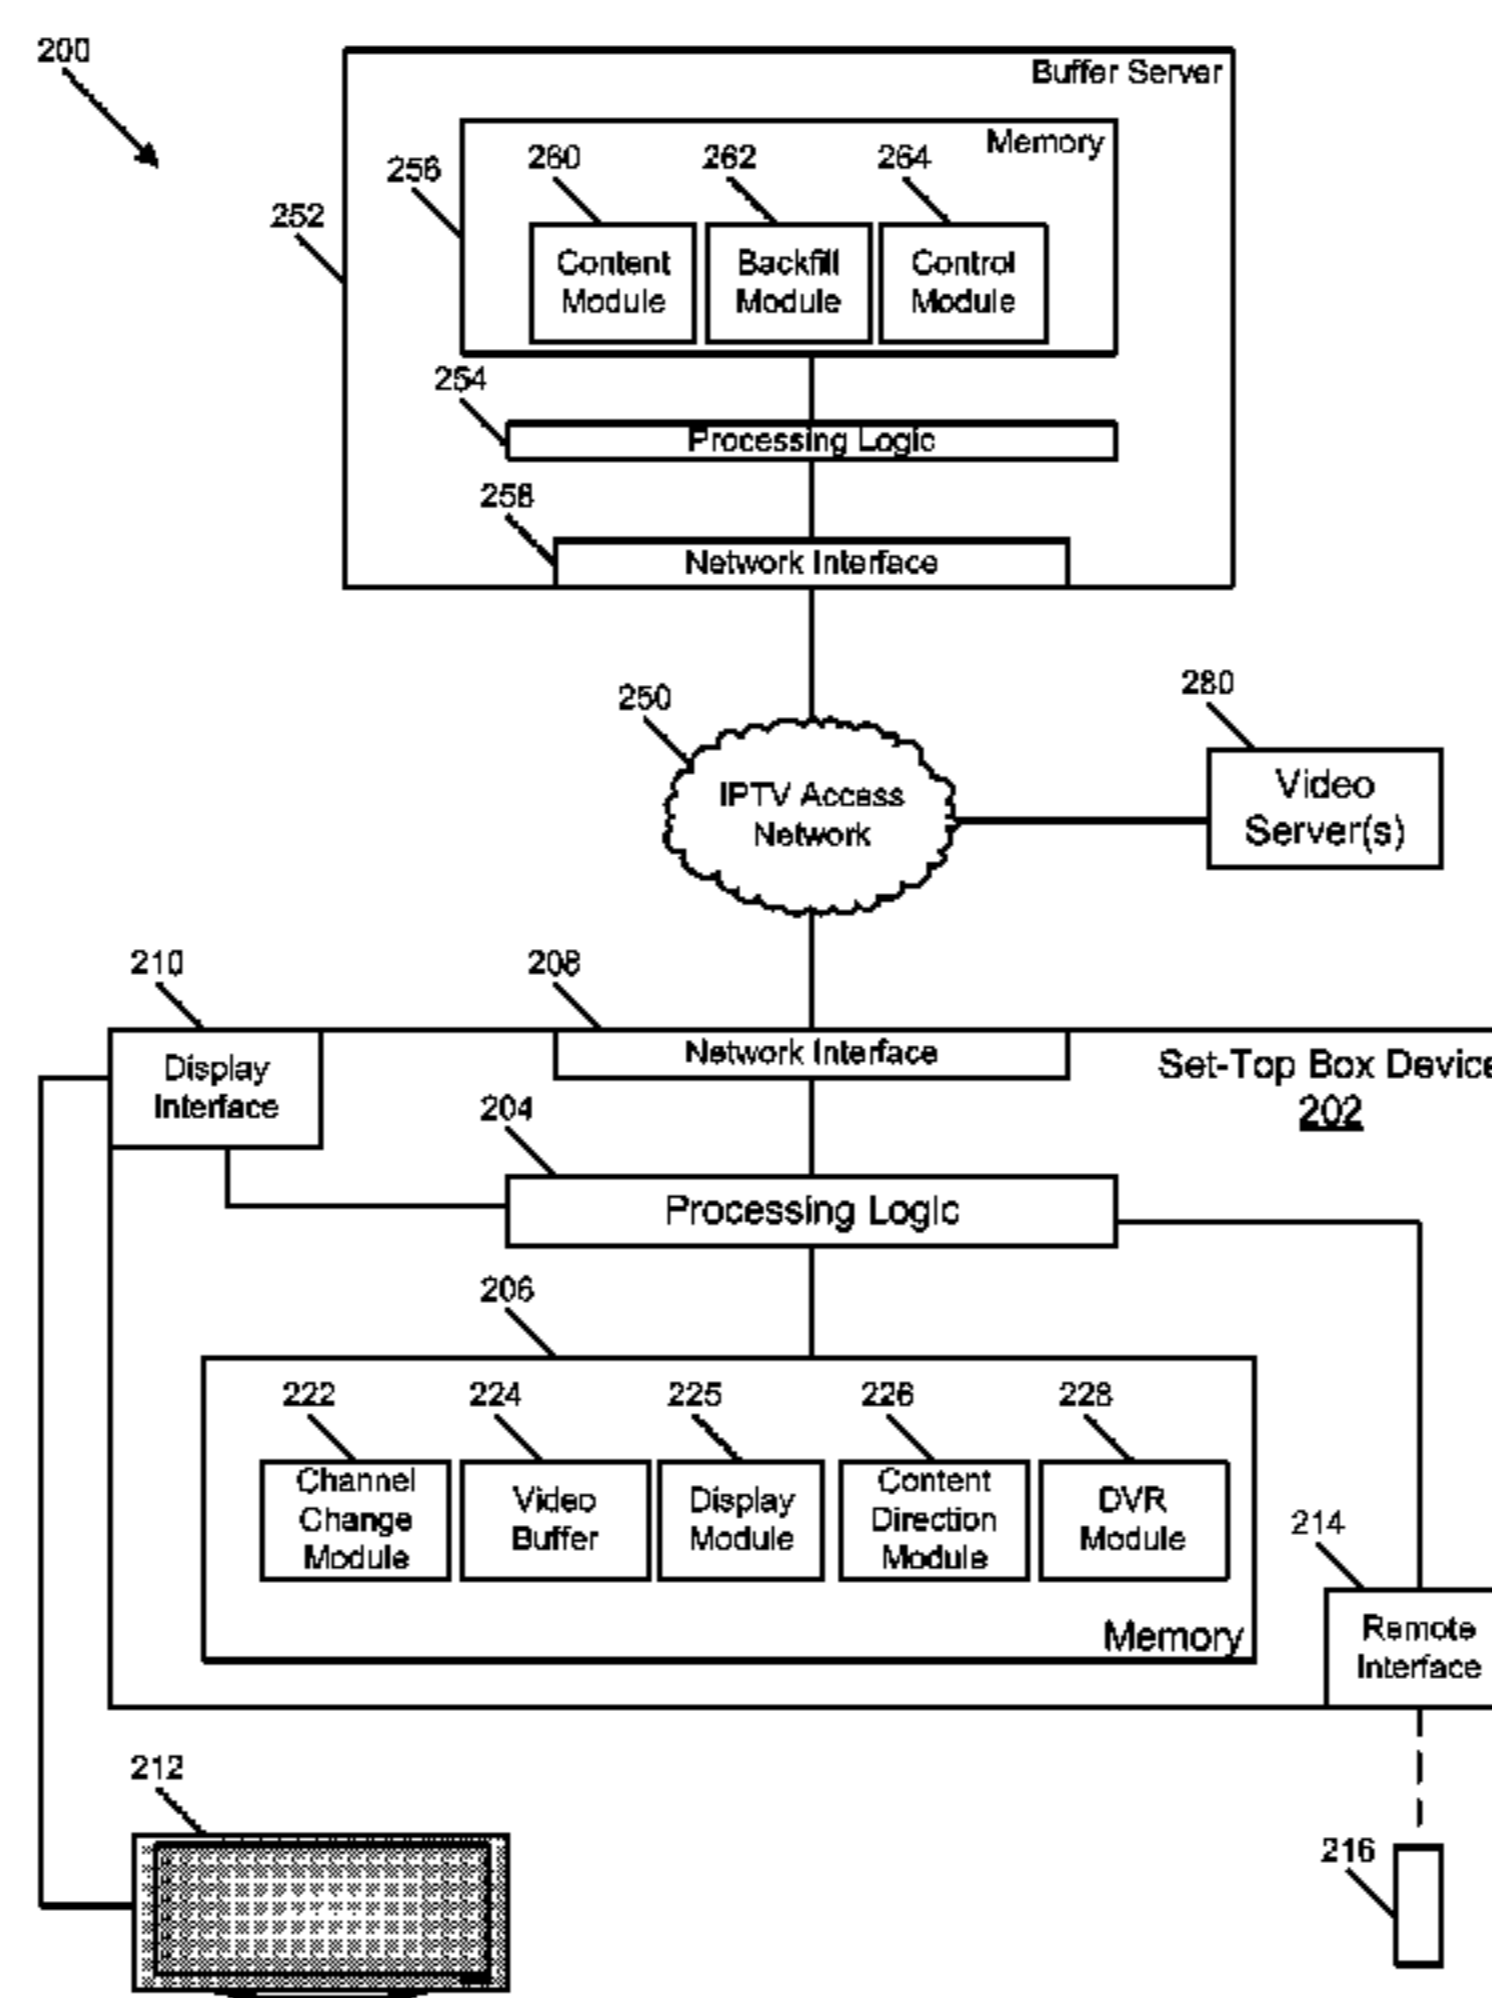 200
Buffer Server
Memory
256
260
262
264
252
Content
Module
Backfill
Module
Control
Module
254
Processing Logic
258
Network Interface
250
280
IPTV Access
Network
Video
Server(s)
210
208
Display
Interface
Network Interface
Set-Top Box Device
202
204
Processing Logic
206
222
224
225
226
228
Channel
Change
Module
Video
Buffer
Display
Module
Content
Direction
Module
DVR
Module
214
Memory
Remote
Interface
212
216